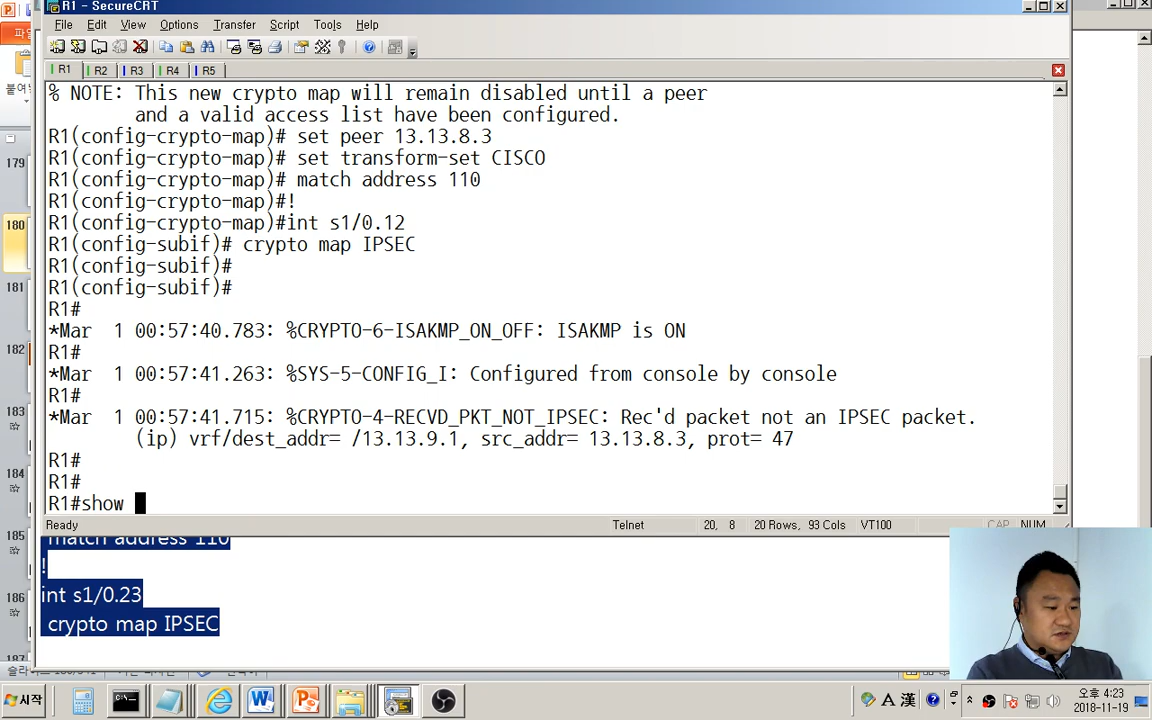 R1 - SecureCRT
File Edit View Options Transfer Script Tools Help
R1 R2 R3 R4 R5
% NOTE: This new crypto map will remain disabled until a peer
and a valid access list have been configured.
R1(config-crypto-map)# set peer 13.13.8.3
R1(config-crypto-map)# set transform-set CISCO
R1(config-crypto-map)# match address 110
R1(config-crypto-map)#!
R1(config-crypto-map)#int s1/0.12
R1(config-subif)# crypto map IPSEC
R1(config-subif)#
R1(config-subif)#
R1#
*Mar  1 00:57:40.783: %CRYPTO-6-ISAKMP_ON_OFF: ISAKMP is ON
R1#
*Mar  1 00:57:41.263: %SYS-5-CONFIG_I: Configured from console by console
R1#
*Mar  1 00:57:41.715: %CRYPTO-4-RECVD_PKT_NOT_IPSEC: Rec'd packet not an IPSEC packet.
(ip) vrf/dest_addr= /13.13.9.1, src_addr= 13.13.8.3, prot= 47
R1#
R1#
R1#show
Ready Telnet 20, 8 20 Rows, 93 Cols VT100 CAP NUM
match address 110
!
int s1/0.23
crypto map IPSEC
179
180
181
182
183
184
185
186
187
시작
A 漢
오후 4:23
2018-11-19